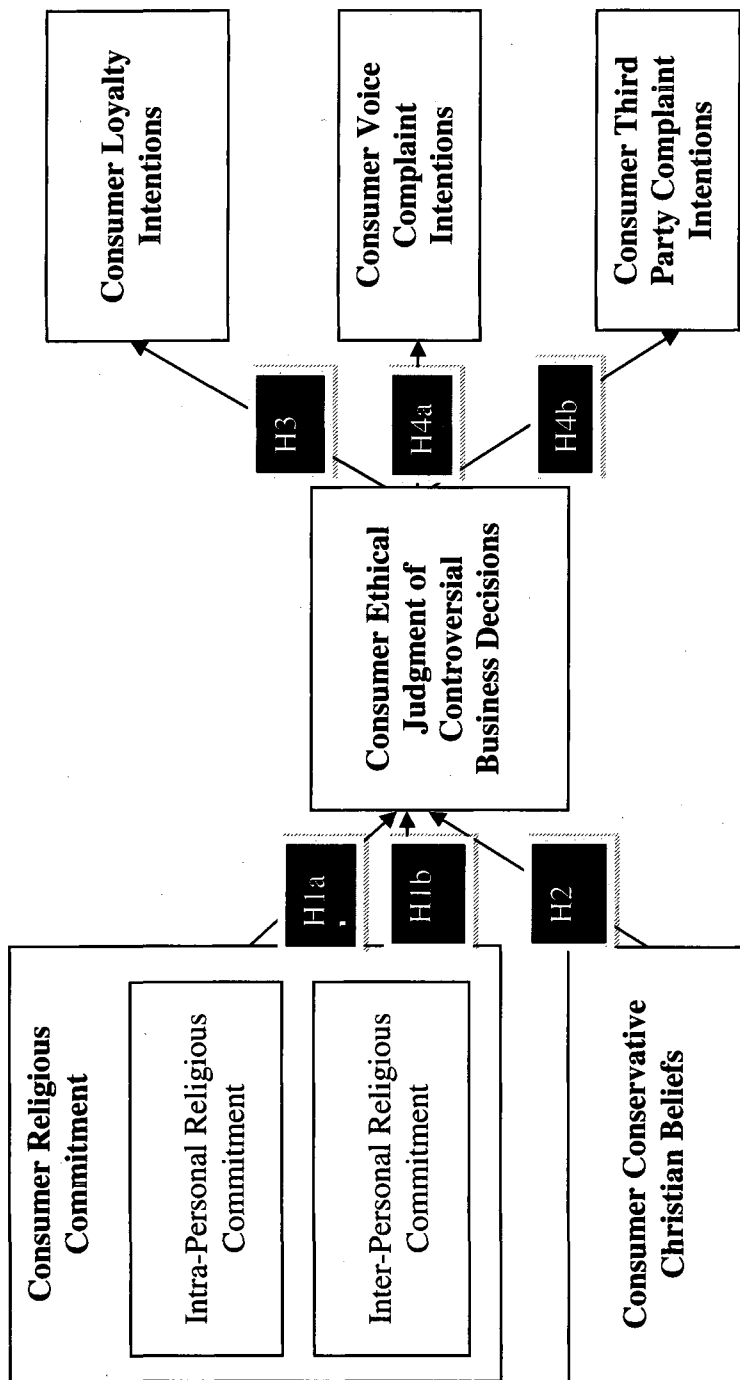 Consumer Religious
Commitment
Intra-Personal Religious
Commitment
Inter-Personal Religious
Commitment
Consumer Conservative
Christian Beliefs
H1a
H1b
H2
Consumer Ethical
Judgment of
Controversial
Business Decisions
H3
H4a
H4b
Consumer Loyalty
Intentions
Consumer Voice
Complaint
Intentions
Consumer Third
Party Complaint
Intentions